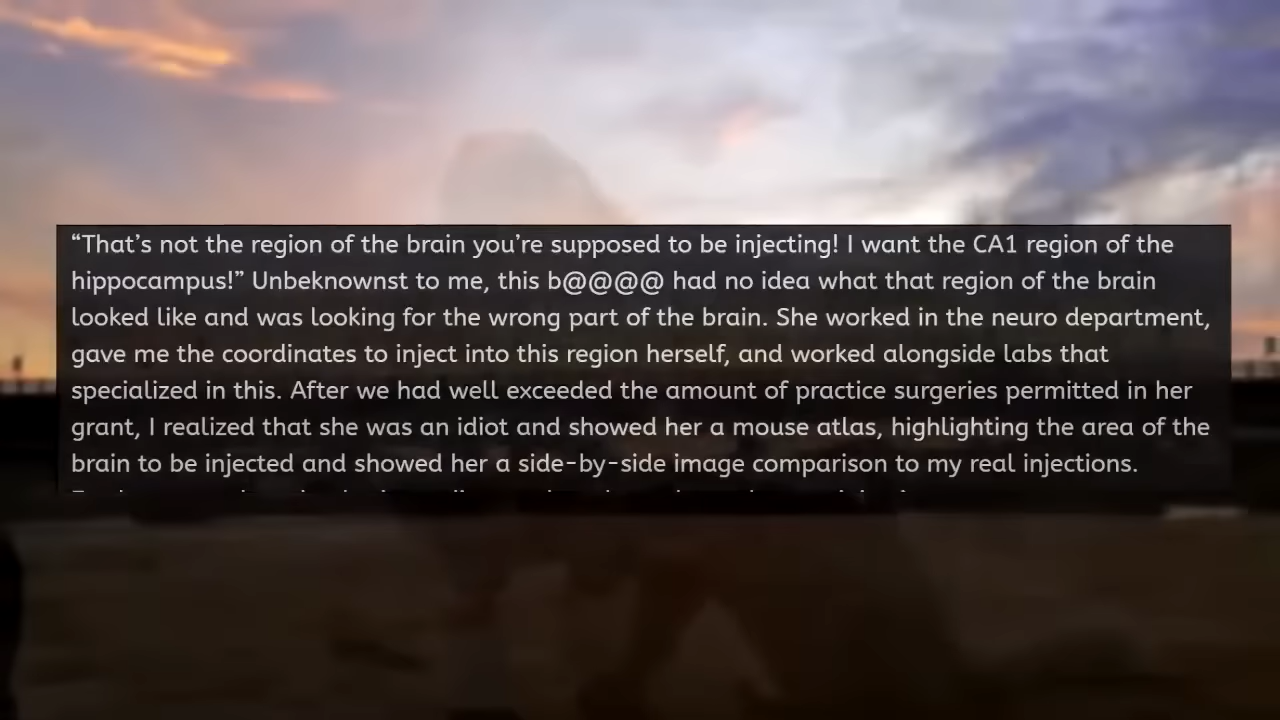 “That’s not the region of the brain you’re supposed to be injecting! I want the CA1 region of the
hippocampus!” Unbeknownst to me, this b@@@@ had no idea what that region of the brain
looked like and was looking for the wrong part of the brain. She worked in the neuro department,
gave me the coordinates to inject into this region herself, and worked alongside labs that
specialized in this. After we had well exceeded the amount of practice surgeries permitted in her
grant, I realized that she was an idiot and showed her a mouse atlas, highlighting the area of the
brain to be injected and showed her a side-by-side image comparison to my real injections.